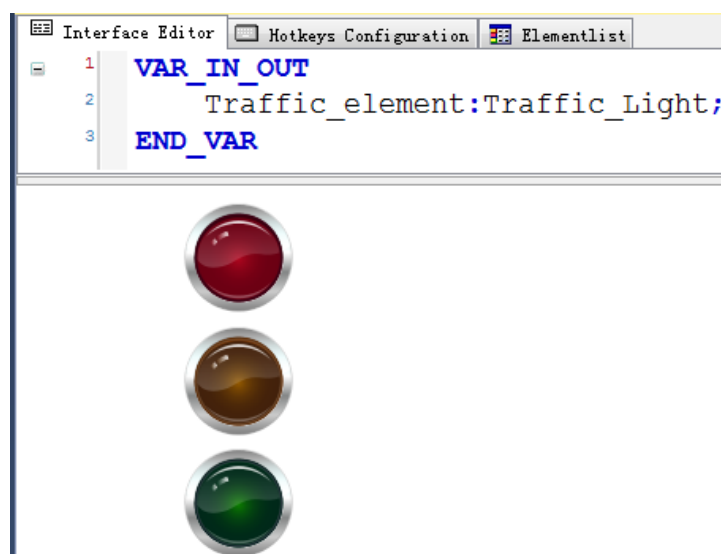 Interface Editor Hotkeys Configuration Elementlist
1 VAR_IN_OUT
2 Traffic_element:Traffic_Light;
3 END_VAR